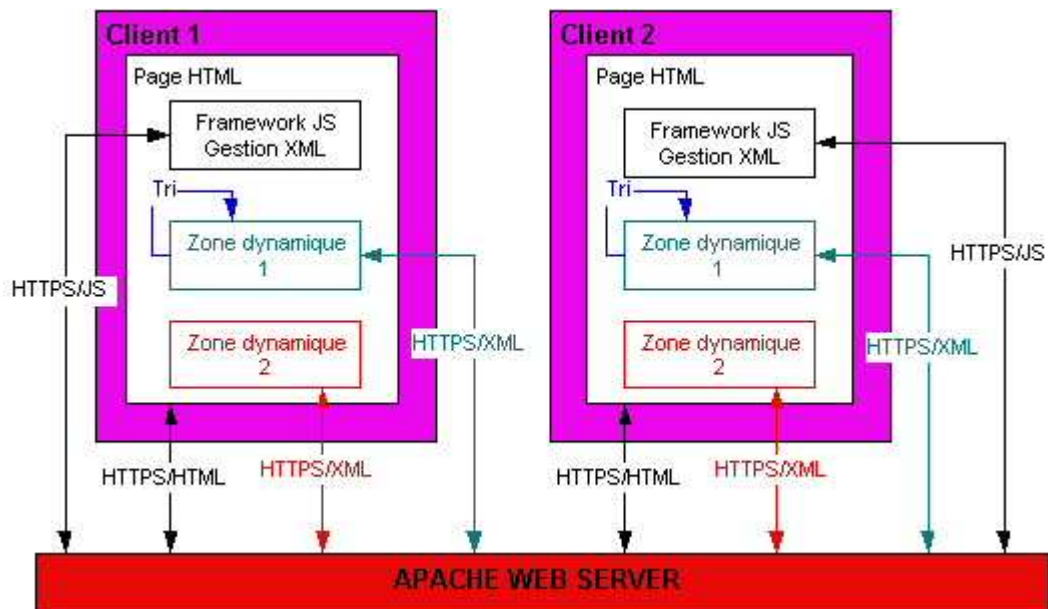 Client 1
Page HTML
Framework JS
Gestion XML
Tri
Zone dynamique
1
HTTPS/JS
HTTPS/XML
Zone dynamique
2
HTTPS/HTML
HTTPS/XML
Client 2
Page HTML
Framework JS
Gestion XML
Tri
Zone dynamique
1
HTTPS/JS
HTTPS/XML
Zone dynamique
2
HTTPS/HTML
HTTPS/XML
APACHE WEB SERVER